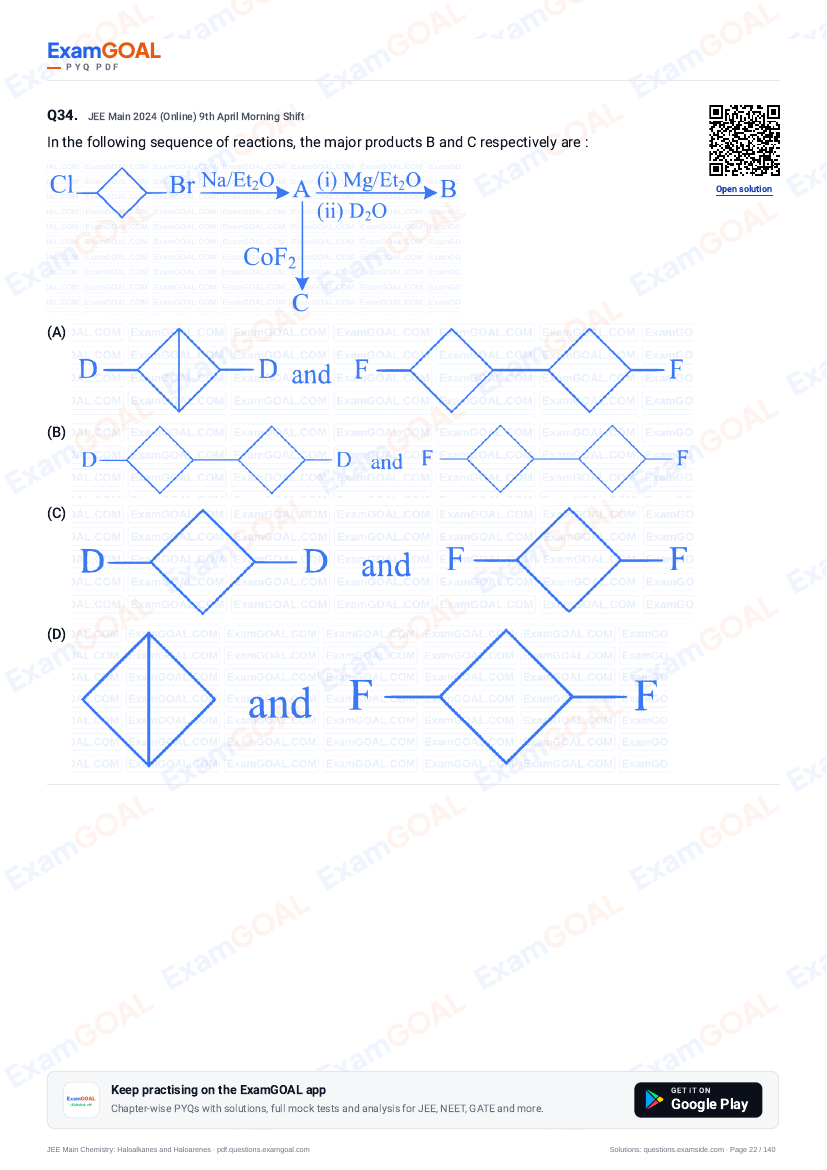 ExamGOAL
PYQ PDF
Q34. JEE Main 2024 (Online) 9th April Morning Shift
In the following sequence of reactions, the major products B and C respectively are :
Open solution
Cl Br Na/Et₂O A (i) Mg/Et₂O B
(ii) D₂O
CoF₂
C
(A) D D and F F
(B) D D and F F
(C) D D and F F
(D) and F F
Keep practising on the ExamGOAL app
Chapter-wise PYQs with solutions, full mock tests and analysis for JEE, NEET, GATE and more.
GET IT ON
Google Play
JEE Main Chemistry: Haloalkanes and Haloarenes · pdf.questions.examgoal.com
Solutions: questions.examside.com · Page 22 / 140